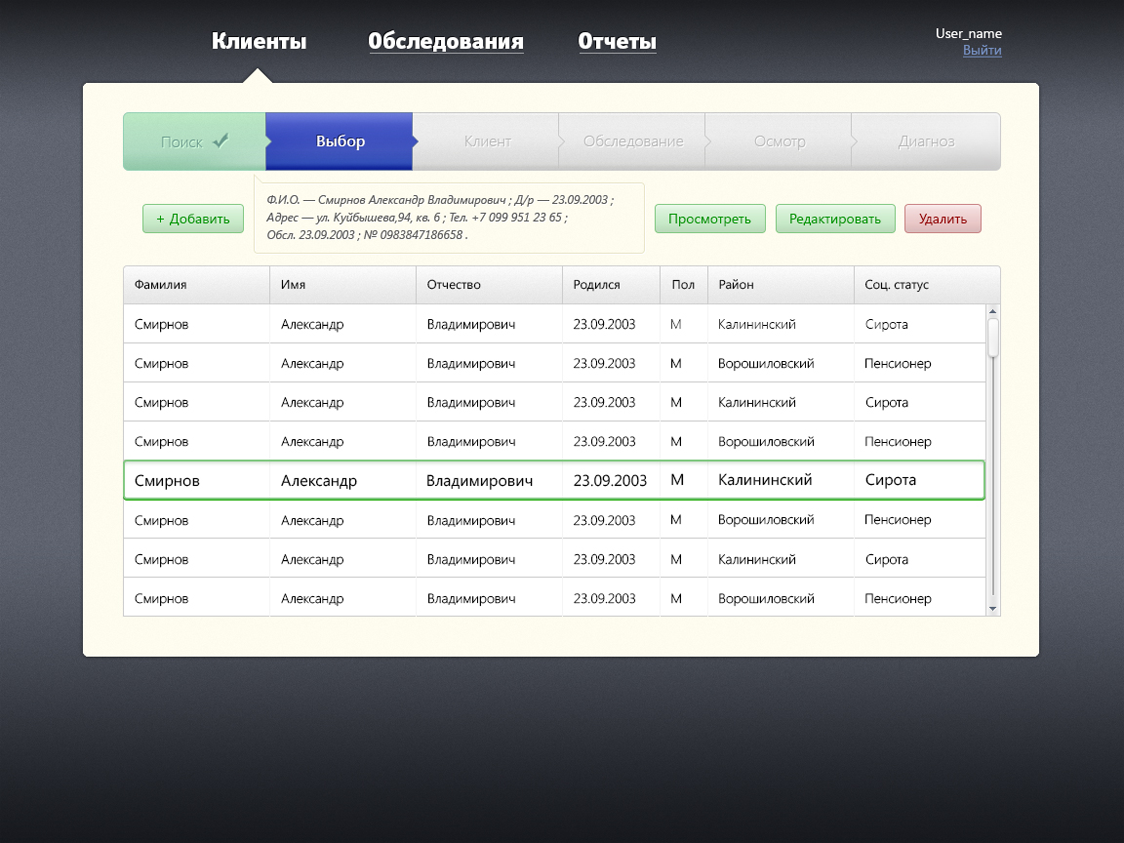 Клиенты Обследования Отчеты User_name
Выйти
Поиск Выбор Клиент Обследование Осмотр Диагноз
Ф.И.О. — Смирнов Александр Владимирович ; Д/р — 23.09.2003 ;
Адрес — ул. Куйбышева,94, кв. 6 ; Тел. +7 099 951 23 65 ;
Обсл. 23.09.2003 ; № 0983847186658 .
+ Добавить Просмотреть Редактировать Удалить
Фамилия Имя Отчество Родился Пол Район Соц. статус
Смирнов Александр Владимирович 23.09.2003 М Калининский Сирота
Смирнов Александр Владимирович 23.09.2003 М Ворошиловский Пенсионер
Смирнов Александр Владимирович 23.09.2003 М Калининский Сирота
Смирнов Александр Владимирович 23.09.2003 М Ворошиловский Пенсионер
Смирнов Александр Владимирович 23.09.2003 М Калининский Сирота
Смирнов Александр Владимирович 23.09.2003 М Ворошиловский Пенсионер
Смирнов Александр Владимирович 23.09.2003 М Калининский Сирота
Смирнов Александр Владимирович 23.09.2003 М Ворошиловский Пенсионер